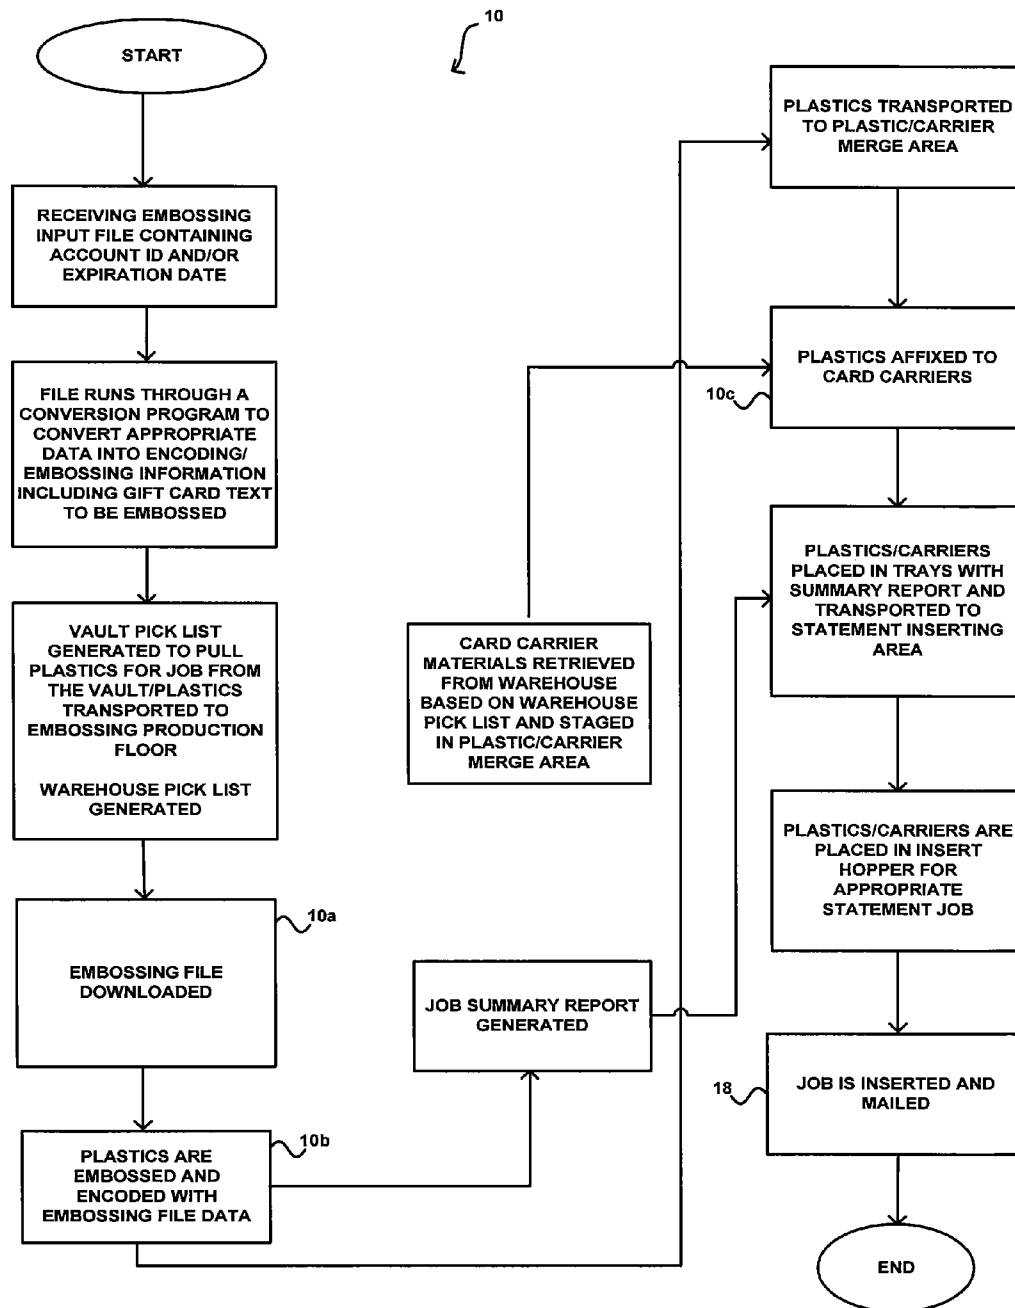 START
RECEIVING EMBOSSING
INPUT FILE CONTAINING
ACCOUNT ID AND/OR
EXPIRATION DATE
FILE RUNS THROUGH A
CONVERSION PROGRAM TO
CONVERT APPROPRIATE
DATA INTO ENCODING/
EMBOSSING INFORMATION
INCLUDING GIFT CARD TEXT
TO BE EMBOSSED
VAULT PICK LIST
GENERATED TO PULL
PLASTICS FOR JOB FROM
THE VAULT/PLASTICS
TRANSPORTED TO
EMBOSSING PRODUCTION
FLOOR
WAREHOUSE PICK LIST
GENERATED
10a
EMBOSSING FILE
DOWNLOADED
10b
PLASTICS ARE
EMBOSSED AND
ENCODED WITH
EMBOSSING FILE DATA
10
CARD CARRIER
MATERIALS RETRIEVED
FROM WAREHOUSE
BASED ON WAREHOUSE
PICK LIST AND STAGED
IN PLASTIC/CARRIER
MERGE AREA
JOB SUMMARY REPORT
GENERATED
PLASTICS TRANSPORTED
TO PLASTIC/CARRIER
MERGE AREA
PLASTICS AFFIXED TO
CARD CARRIERS
10c
PLASTICS/CARRIERS
PLACED IN TRAYS WITH
SUMMARY REPORT AND
TRANSPORTED TO
STATEMENT INSERTING
AREA
PLASTICS/CARRIERS ARE
PLACED IN INSERT
HOPPER FOR
APPROPRIATE
STATEMENT JOB
18
JOB IS INSERTED AND
MAILED
END